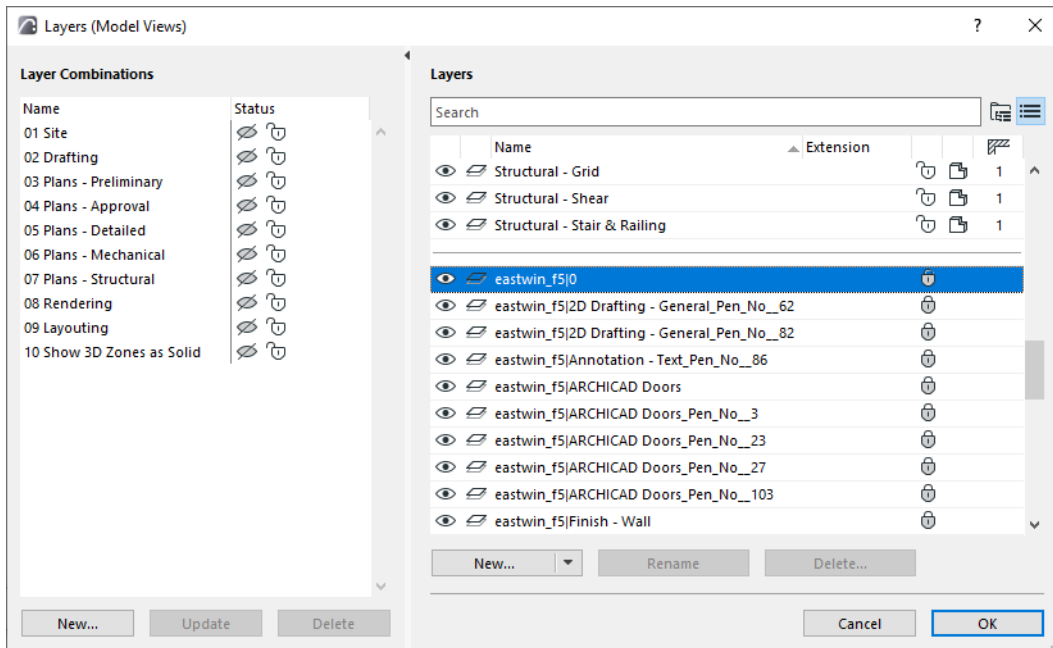 Layers (Model Views)
?
Layer Combinations
Name Status
01 Site
02 Drafting
03 Plans - Preliminary
04 Plans - Approval
05 Plans - Detailed
06 Plans - Mechanical
07 Plans - Structural
08 Rendering
09 Layouting
10 Show 3D Zones as Solid
New... Update Delete
Layers
Search
Name Extension
Structural - Grid 1
Structural - Shear 1
Structural - Stair & Railing 1
eastwin_f5|0
eastwin_f5|2D Drafting - General_Pen_No__62
eastwin_f5|2D Drafting - General_Pen_No__82
eastwin_f5|Annotation - Text_Pen_No__86
eastwin_f5|ARCHICAD Doors
eastwin_f5|ARCHICAD Doors_Pen_No__3
eastwin_f5|ARCHICAD Doors_Pen_No__23
eastwin_f5|ARCHICAD Doors_Pen_No__27
eastwin_f5|ARCHICAD Doors_Pen_No__103
eastwin_f5|Finish - Wall
New... Rename Delete...
Cancel OK